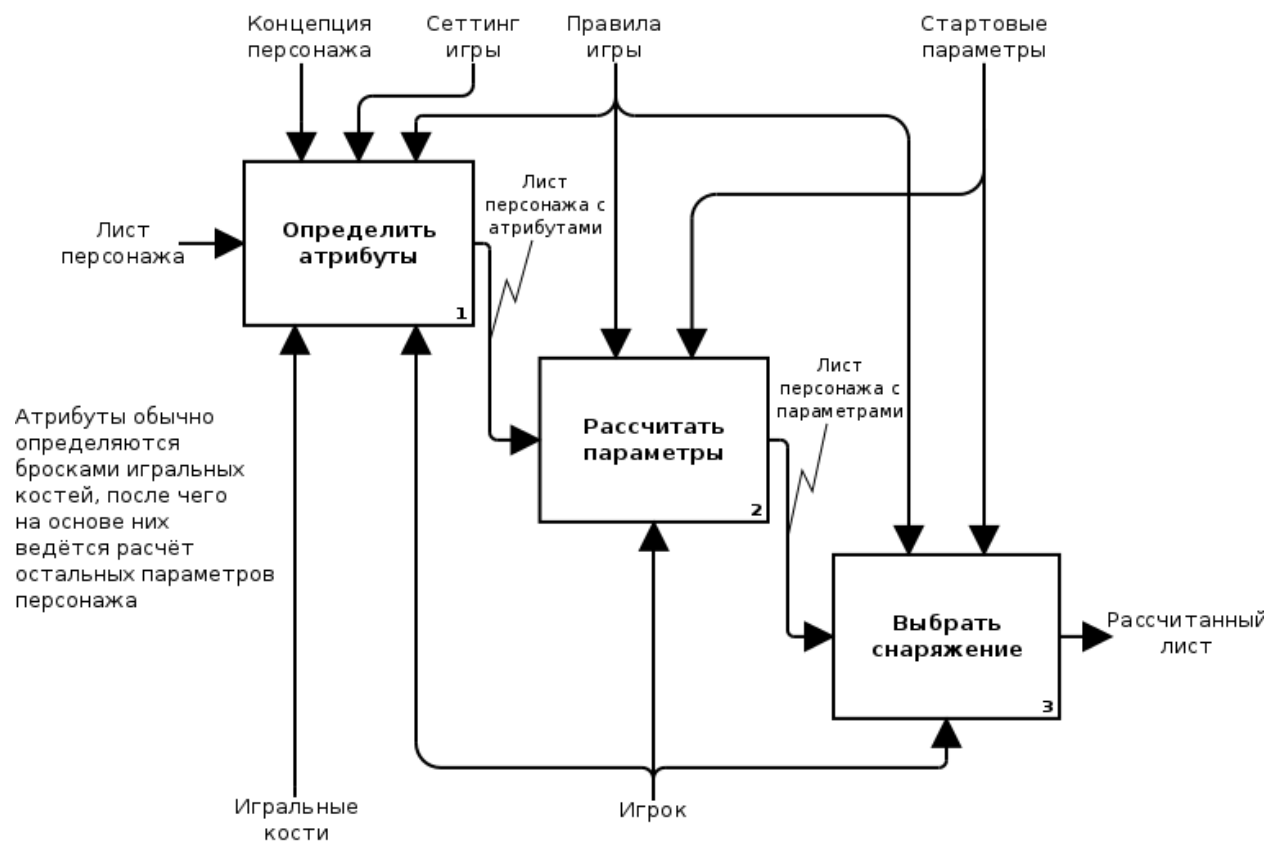 Концепция
персонажа
Сеттинг
игры
Правила
игры
Стартовые
параметры
Лист
персонажа
Определить
атрибуты
1
Лист
персонажа с
атрибутами
Рассчитать
параметры
2
Лист
персонажа с
параметрами
Атрибуты обычно
определяются
бросками игральных
костей, после чего
на основе них
ведётся расчёт
остальных параметров
персонажа
Выбрать
снаряжение
3
Рассчитанный
лист
Игральные
кости
Игрок